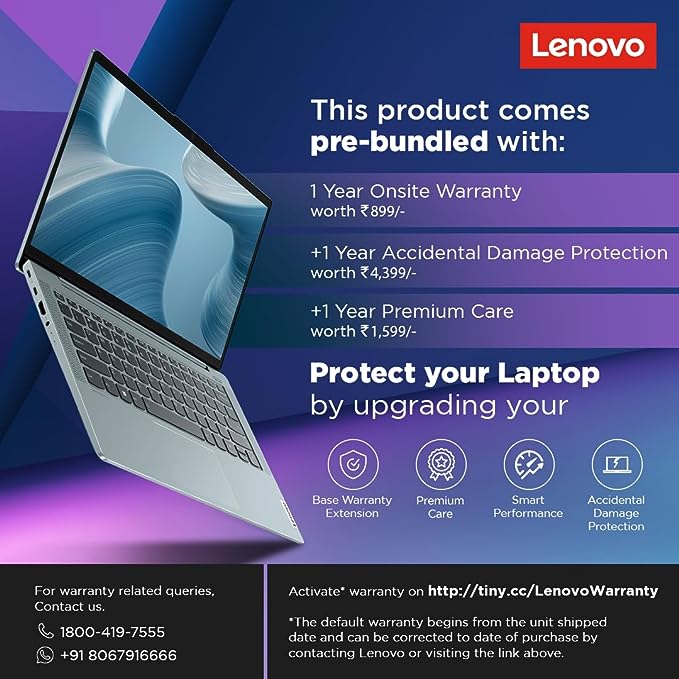 Lenovo
This product comes
pre-bundled with:
1 Year Onsite Warranty
worth ₹899/-
+1 Year Accidental Damage Protection
worth ₹4,399/-
+1 Year Premium Care
worth ₹1,599/-
Protect your Laptop
by upgrading your
Base Warranty
Extension
Premium
Care
Smart
Performance
Accidental
Damage
Protection
For warranty related queries,
Contact us.
1800-419-7555
+91 8067916666
Activate* warranty on http://tiny.cc/LenovoWarranty
*The default warranty begins from the unit shipped
date and can be corrected to date of purchase by
contacting Lenovo or visiting the link above.